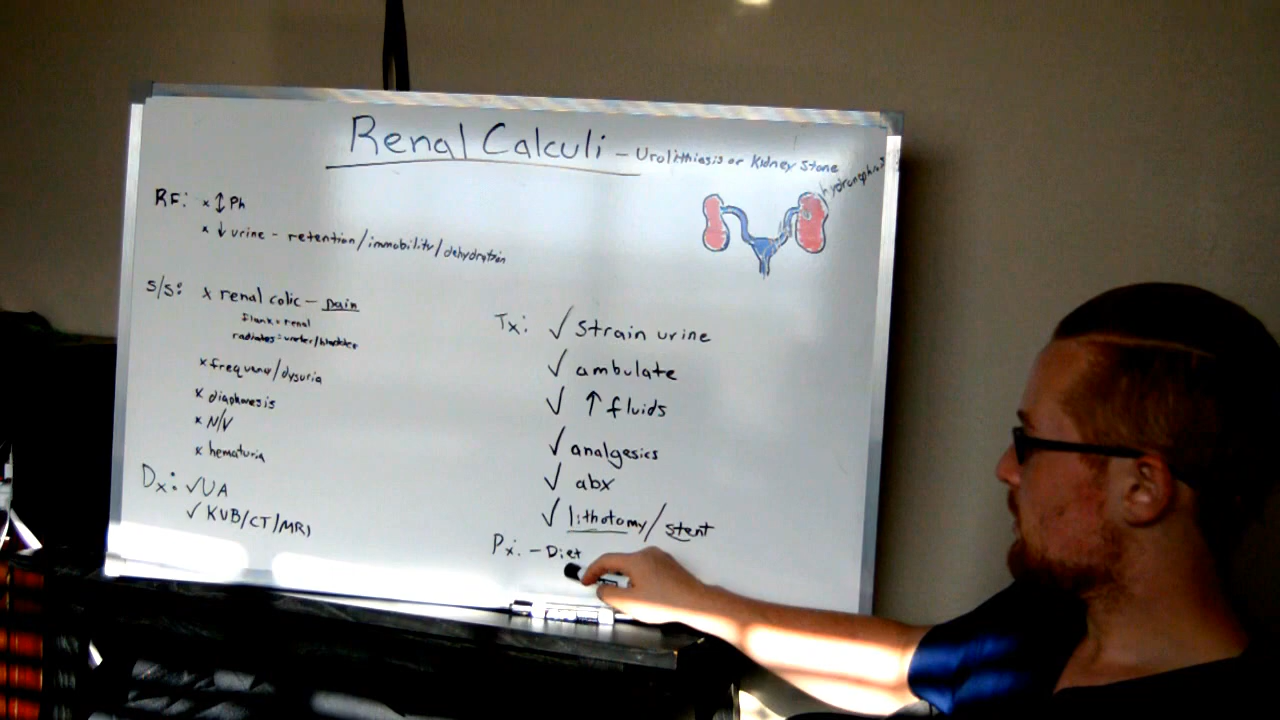 Renal Calculi - Urolithiasis or Kidney Stone
hydronephros
RF: x ↕ Ph
x ↓ urine - retention/immobility/dehydration
S/S: x renal colic - pain
flank = renal
radiates = ureter/bladder
x frequency/dysuria
x diaphoresis
x N/V
x hematuria
Dx: ✓ UA
✓ KUB/CT/MRI
Tx: ✓ Strain urine
✓ ambulate
✓ ↑ fluids
✓ analgesics
✓ abx
✓ lithotomy/stent
Px: - Diet